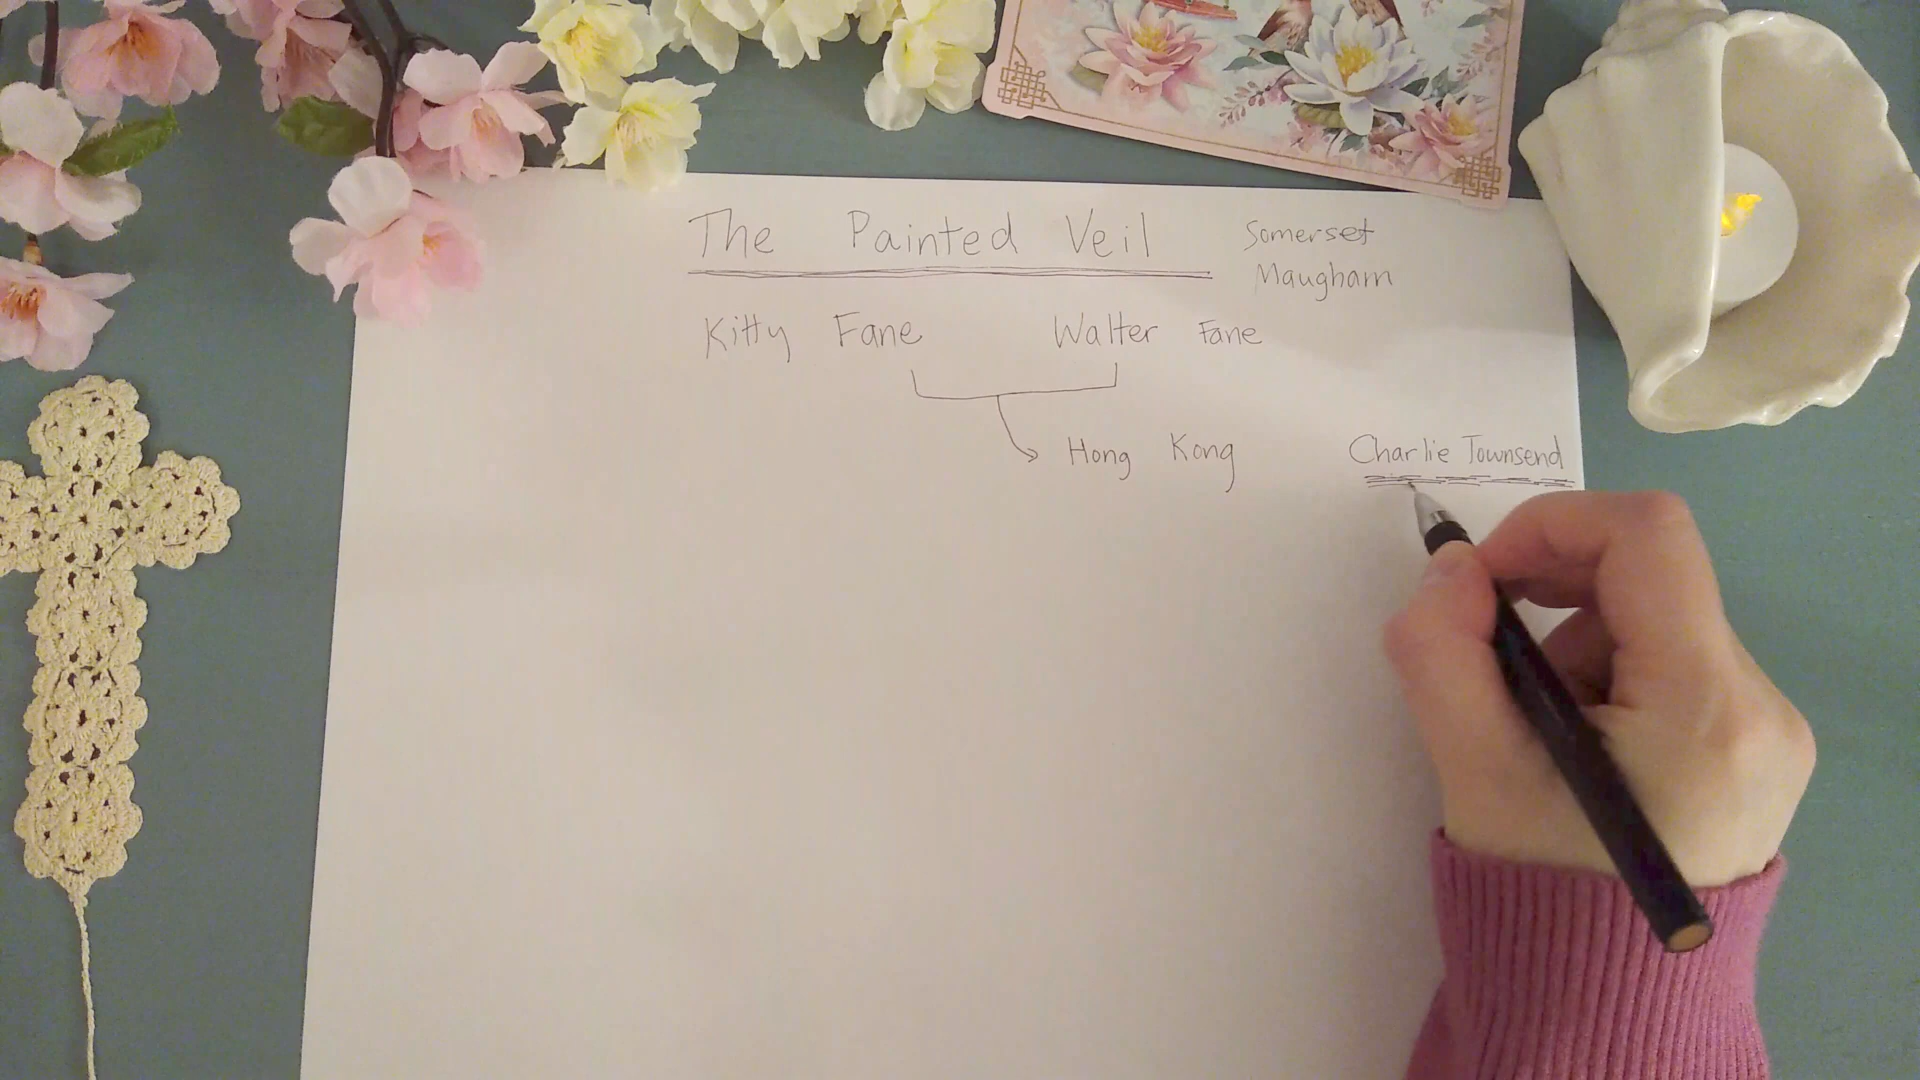 The Painted Veil
Somerset
Maugham
Kitty Fane Walter Fane
Hong Kong
Charlie Townsend